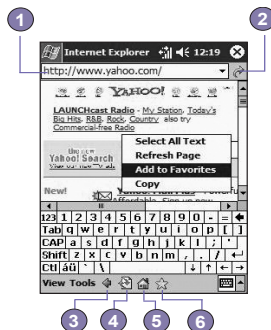 1
2
Internet Explorer 12:19
http://www.yahoo.com/
YAHOO!
LAUNCHcast Radio - My Station, Today's
Big Hits, R&B, Rock, Country also try
Commercial-free Radio
Yahoo! Search
Select All Text
Refresh Page
Add to Favorites
Copy
New!
123 1 2 3 4 5 6 7 8 9 0 - =
Tab q w e r t y u i o p [ ]
CAP a s d f g h j k l ; '
Shift z x c v b n m , . /
Ctl áü ` \
View Tools
3
4
5
6